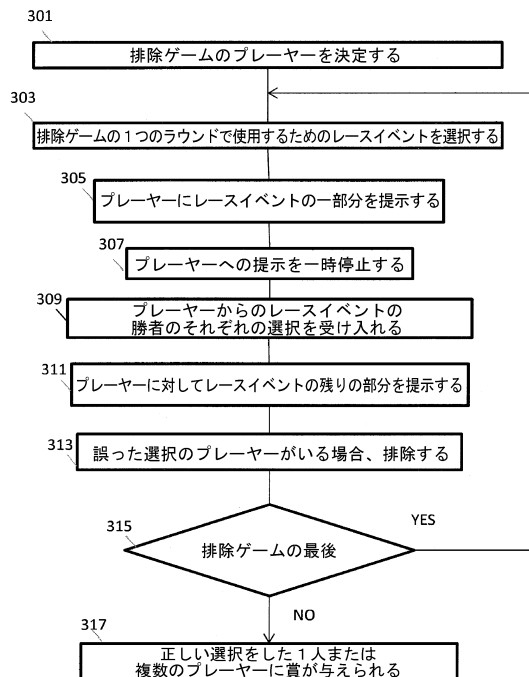 301
排除ゲームのプレーヤーを決定する
303
排除ゲームの1つのラウンドで使用するためのレースイベントを選択する
305
プレーヤーにレースイベントの一部分を提示する
307
プレーヤーへの提示を一時停止する
309
プレーヤーからのレースイベントの
勝者のそれぞれの選択を受け入れる
311
プレーヤーに対してレースイベントの残りの部分を提示する
313
誤った選択のプレーヤーがいる場合、排除する
315
排除ゲームの最後
YES
NO
317
正しい選択をした1人または
複数のプレーヤーに賞が与えられる